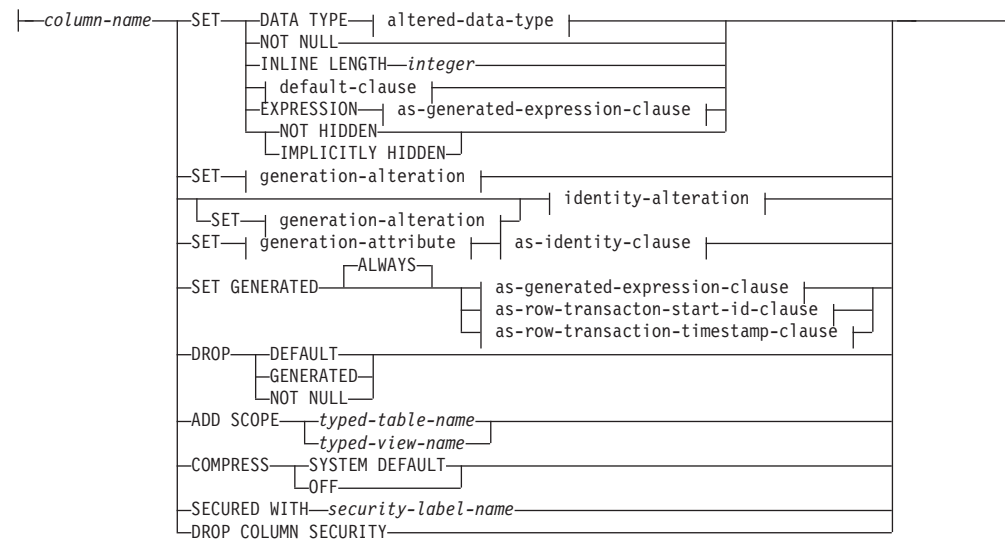 column-name SET DATA TYPE altered-data-type
NOT NULL
INLINE LENGTH integer
default-clause
EXPRESSION as-generated-expression-clause
NOT HIDDEN
IMPLICITLY HIDDEN
SET generation-alteration
identity-alteration
SET generation-alteration
SET generation-attribute as-identity-clause
ALWAYS
SET GENERATED as-generated-expression-clause
as-row-transacton-start-id-clause
as-row-transaction-timestamp-clause
DROP DEFAULT
GENERATED
NOT NULL
ADD SCOPE typed-table-name
typed-view-name
COMPRESS SYSTEM DEFAULT
OFF
SECURED WITH security-label-name
DROP COLUMN SECURITY